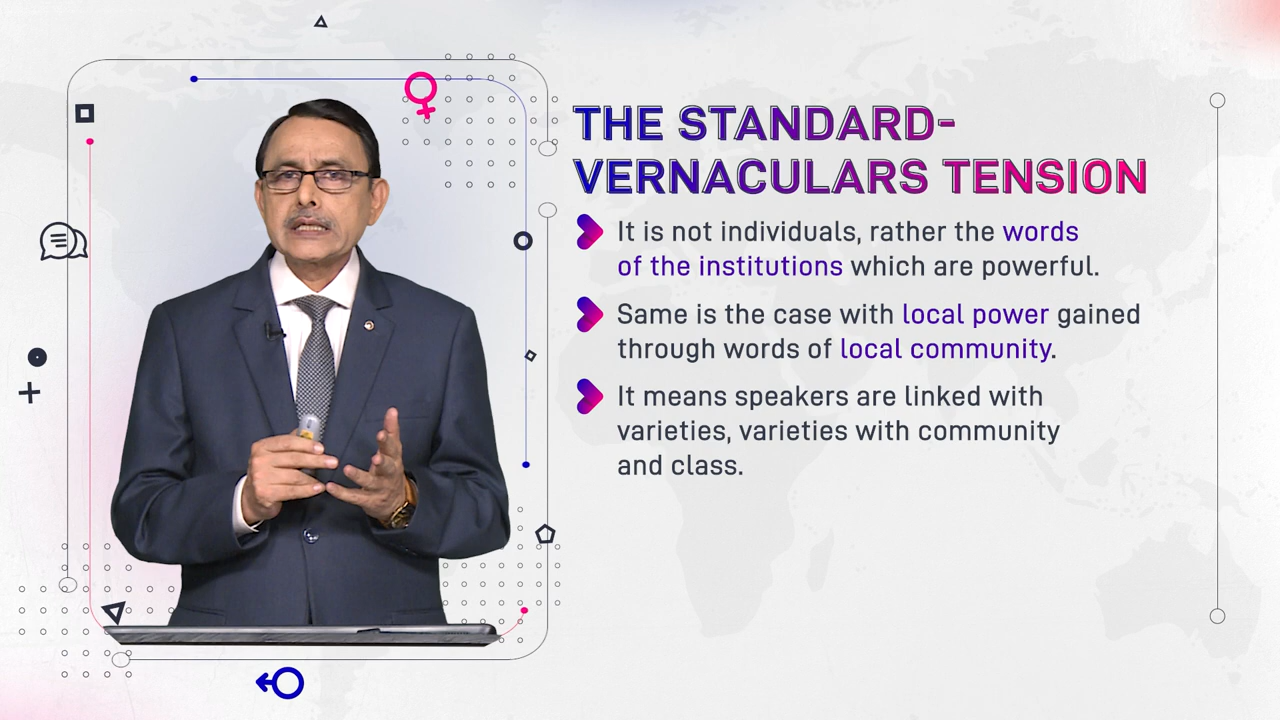 THE STANDARD-
VERNACULARS TENSION
It is not individuals, rather the words
of the institutions which are powerful.
Same is the case with local power gained
through words of local community.
It means speakers are linked with
varieties, varieties with community
and class.